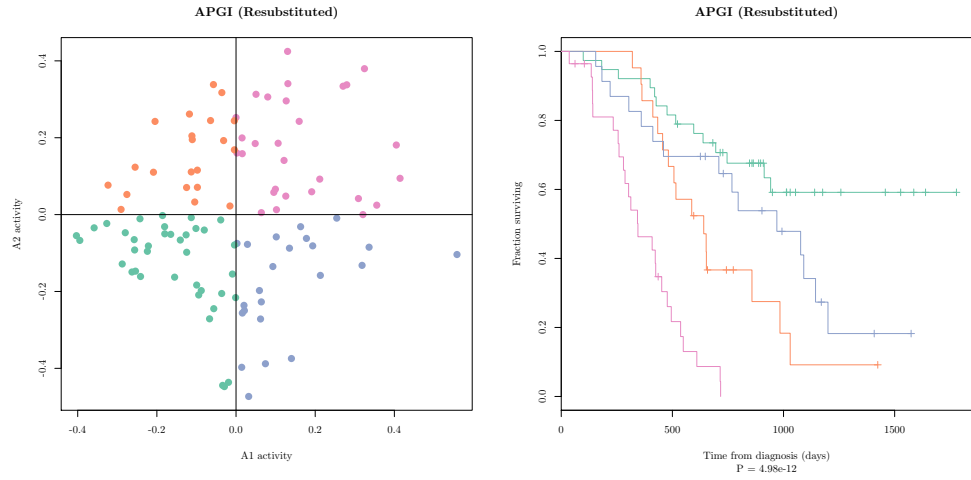 APGI (Resubstituted)
A2 activity
0.4
0.2
0.0
-0.2
-0.4
-0.4
-0.2
0.0
0.2
0.4
A1 activity
APGI (Resubstituted)
Fraction surviving
1.0
0.8
0.6
0.4
0.2
0.0
0
500
1000
1500
Time from diagnosis (days)
P = 4.98e-12